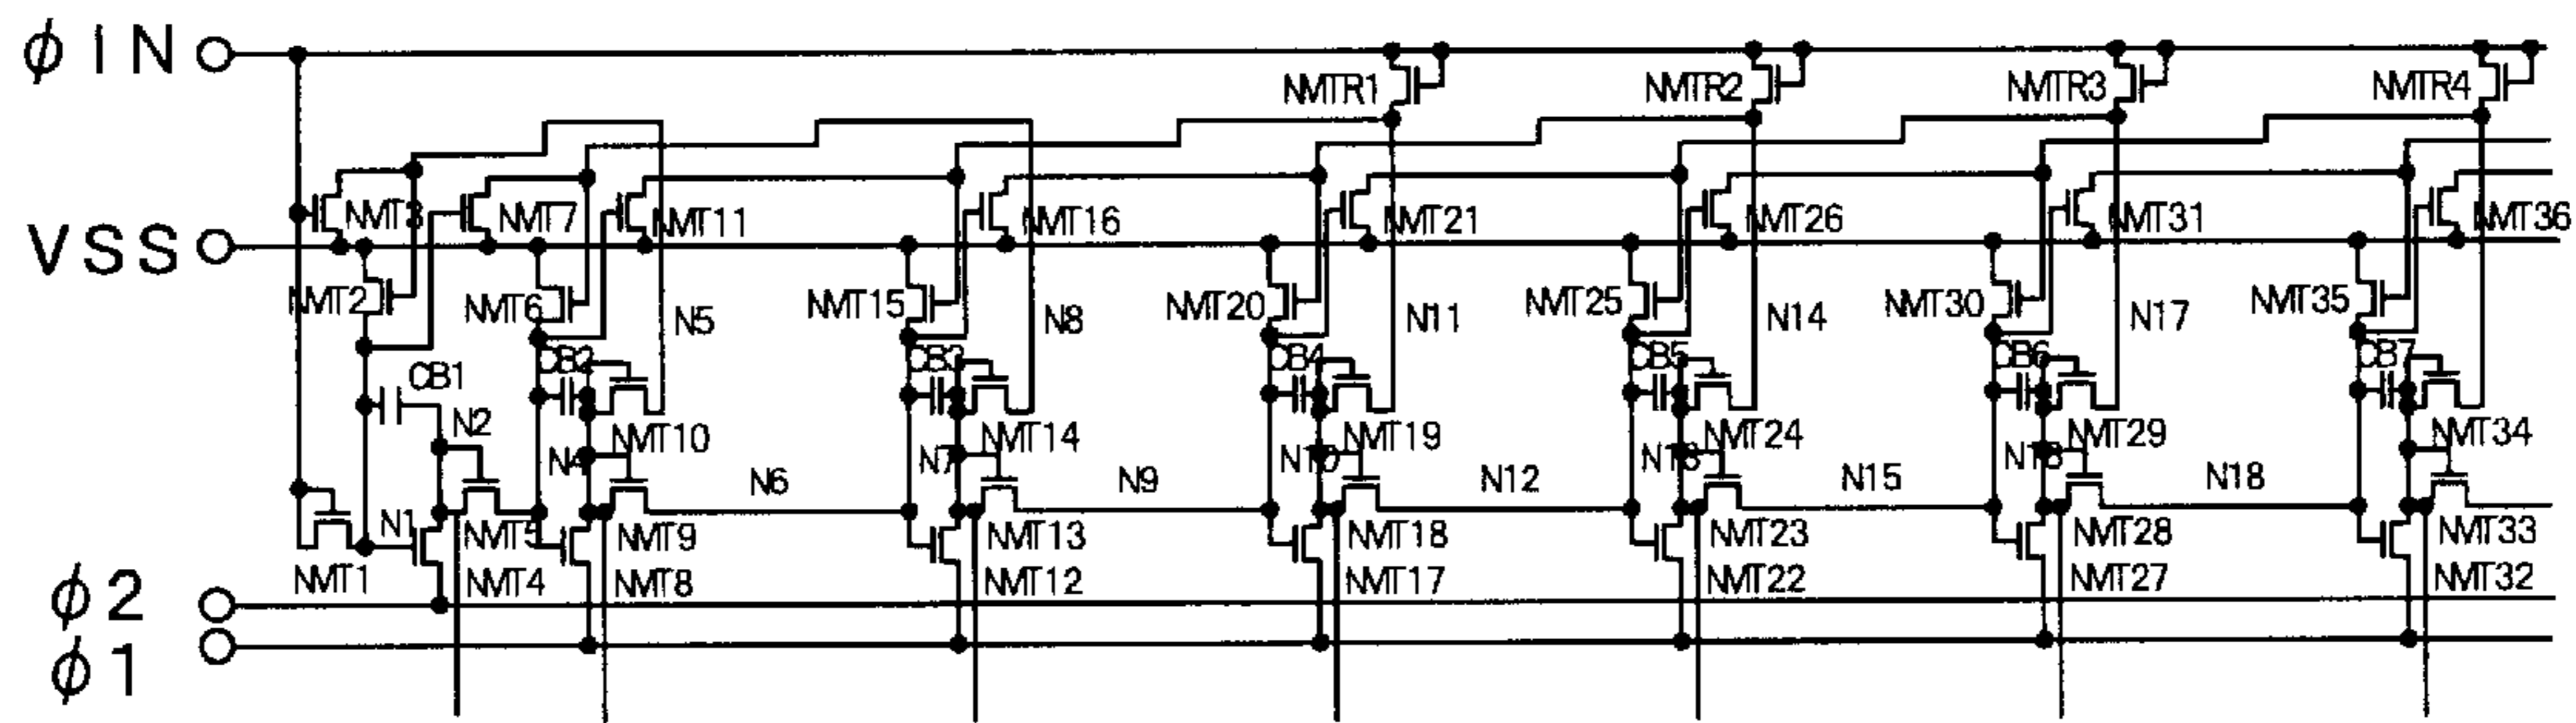 φIN
NMTR1 NMTR2 NMTR3 NMTR4
NMT3 NMT7 NMT11 NMT16 NMT21 NMT26 NMT31 NMT36
VSS
NMT2 NMT6 N5 NMT15 N8 NMT20 N11 NMT25 N14 NMT30 N17 NMT35
CB1 CB2 CB3 CB4 CB5 CB6 CB7
N2 NMT10 NMT14 NMT19 NMT24 NMT29 NMT34
N4 N6 N7 N9 N10 N12 N13 N15 N18
N1 NMT5 NMT9 NMT13 NMT18 NMT23 NMT28 NMT33
NMT1 NMT4 NMT8 NMT12 NMT17 NMT22 NMT27 NMT32
φ2
φ1